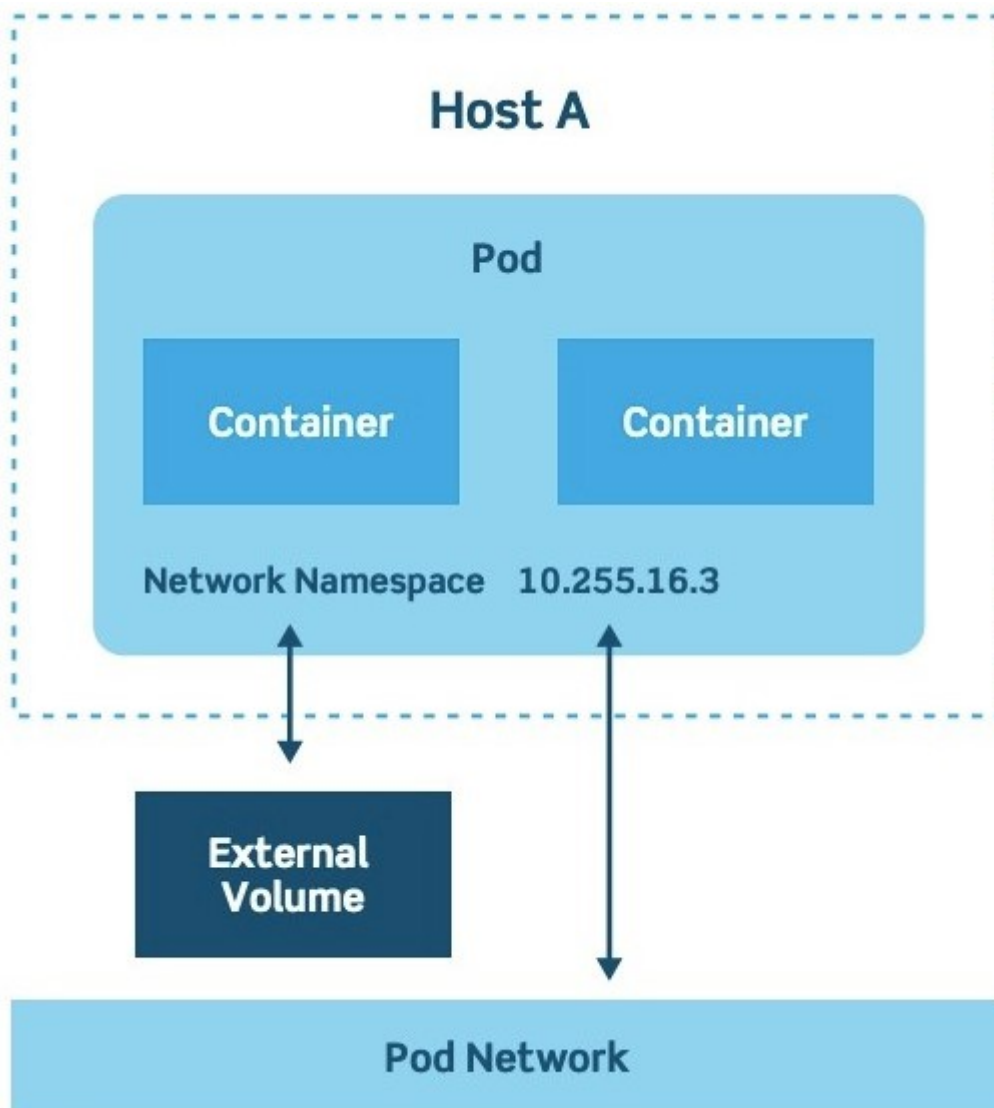 Host A
Pod
Container
Container
Network Namespace 10.255.16.3
External
Volume
Pod Network